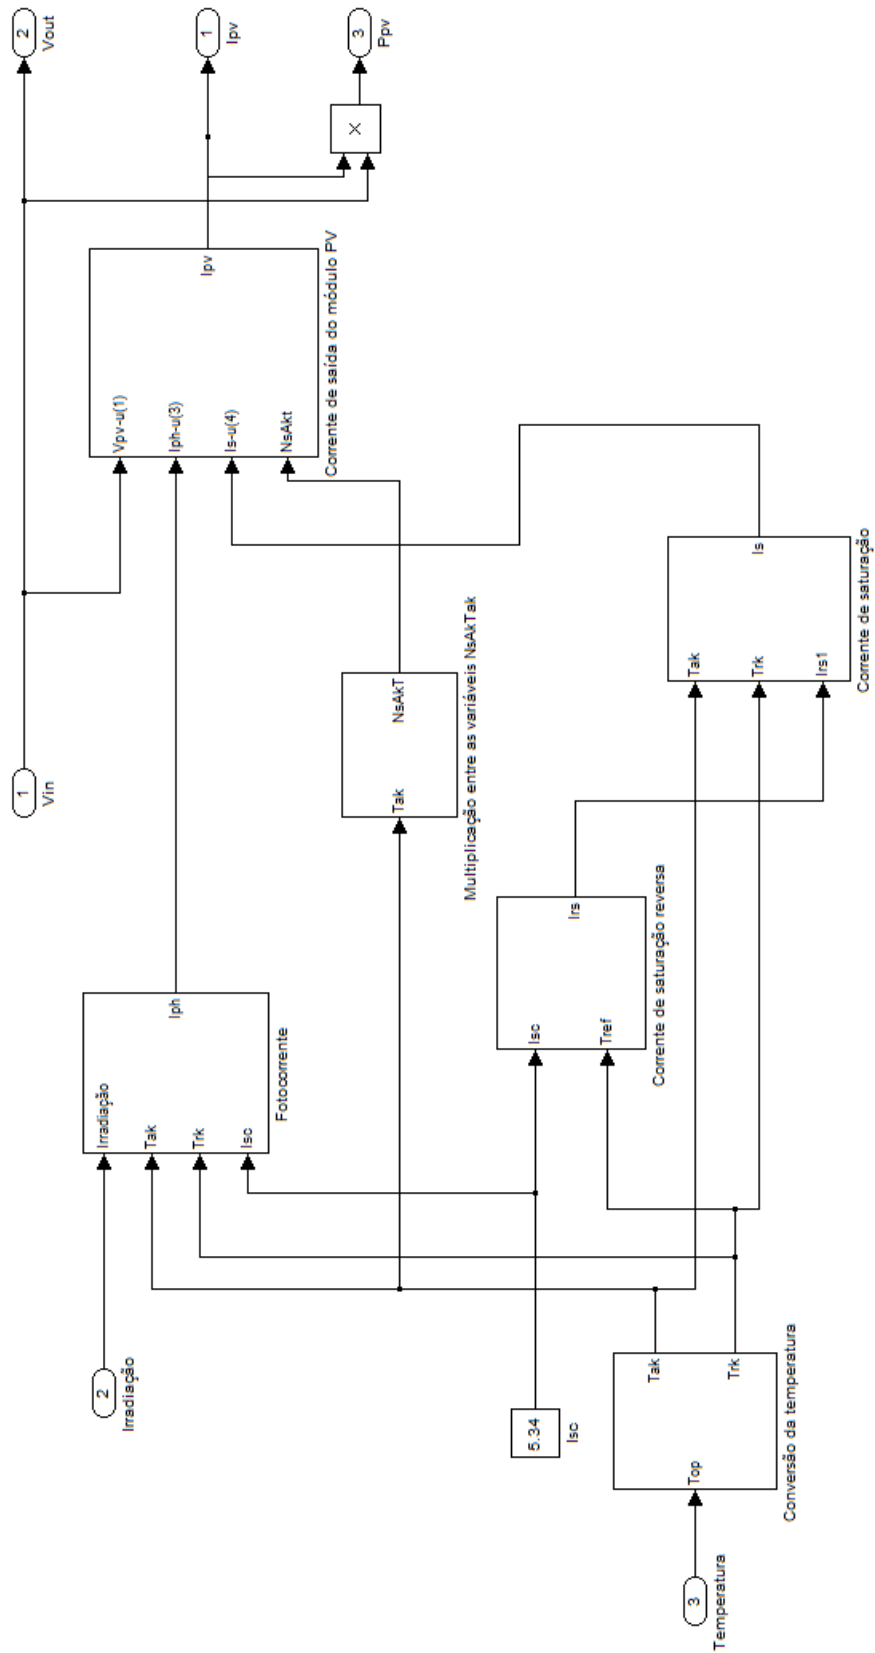 1
Vin
2
Vout
2
Irradiação
Irradiação
Tak
Trk
Isc
Iph
Fotocorrente
Vpv-u(1)
Iph-u(3)
Is-u(4)
NsAkt
Ipv
Corrente de saída do módulo PV
1
Ipv
×
3
Ppv
Tak
NsAkT
Multiplicação entre as variáveis NsAkTak
5.34
Isc
Isc
Tref
Irs
Corrente de saturação reversa
3
Temperatura
Top
Tak
Trk
Conversão da temperatura
Tak
Trk
Irs1
Is
Corrente de saturação